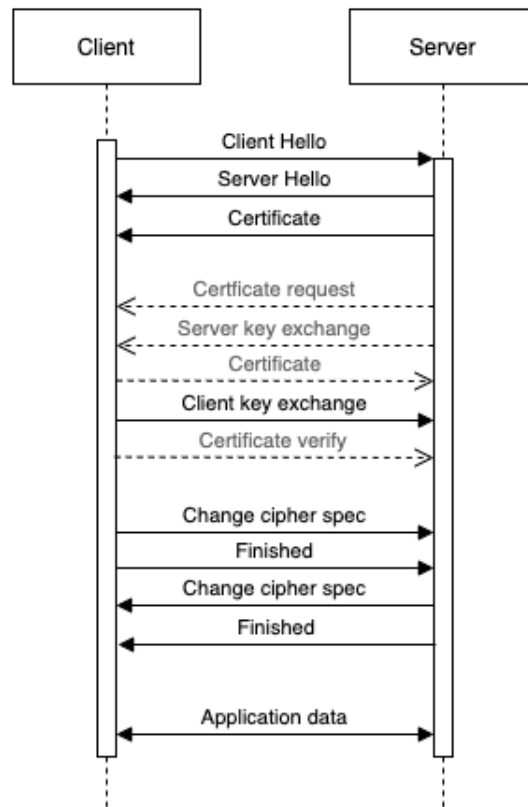 Client
Server
Client Hello
Server Hello
Certificate
Certficate request
Server key exchange
Certificate
Client key exchange
Certificate verify
Change cipher spec
Finished
Change cipher spec
Finished
Application data